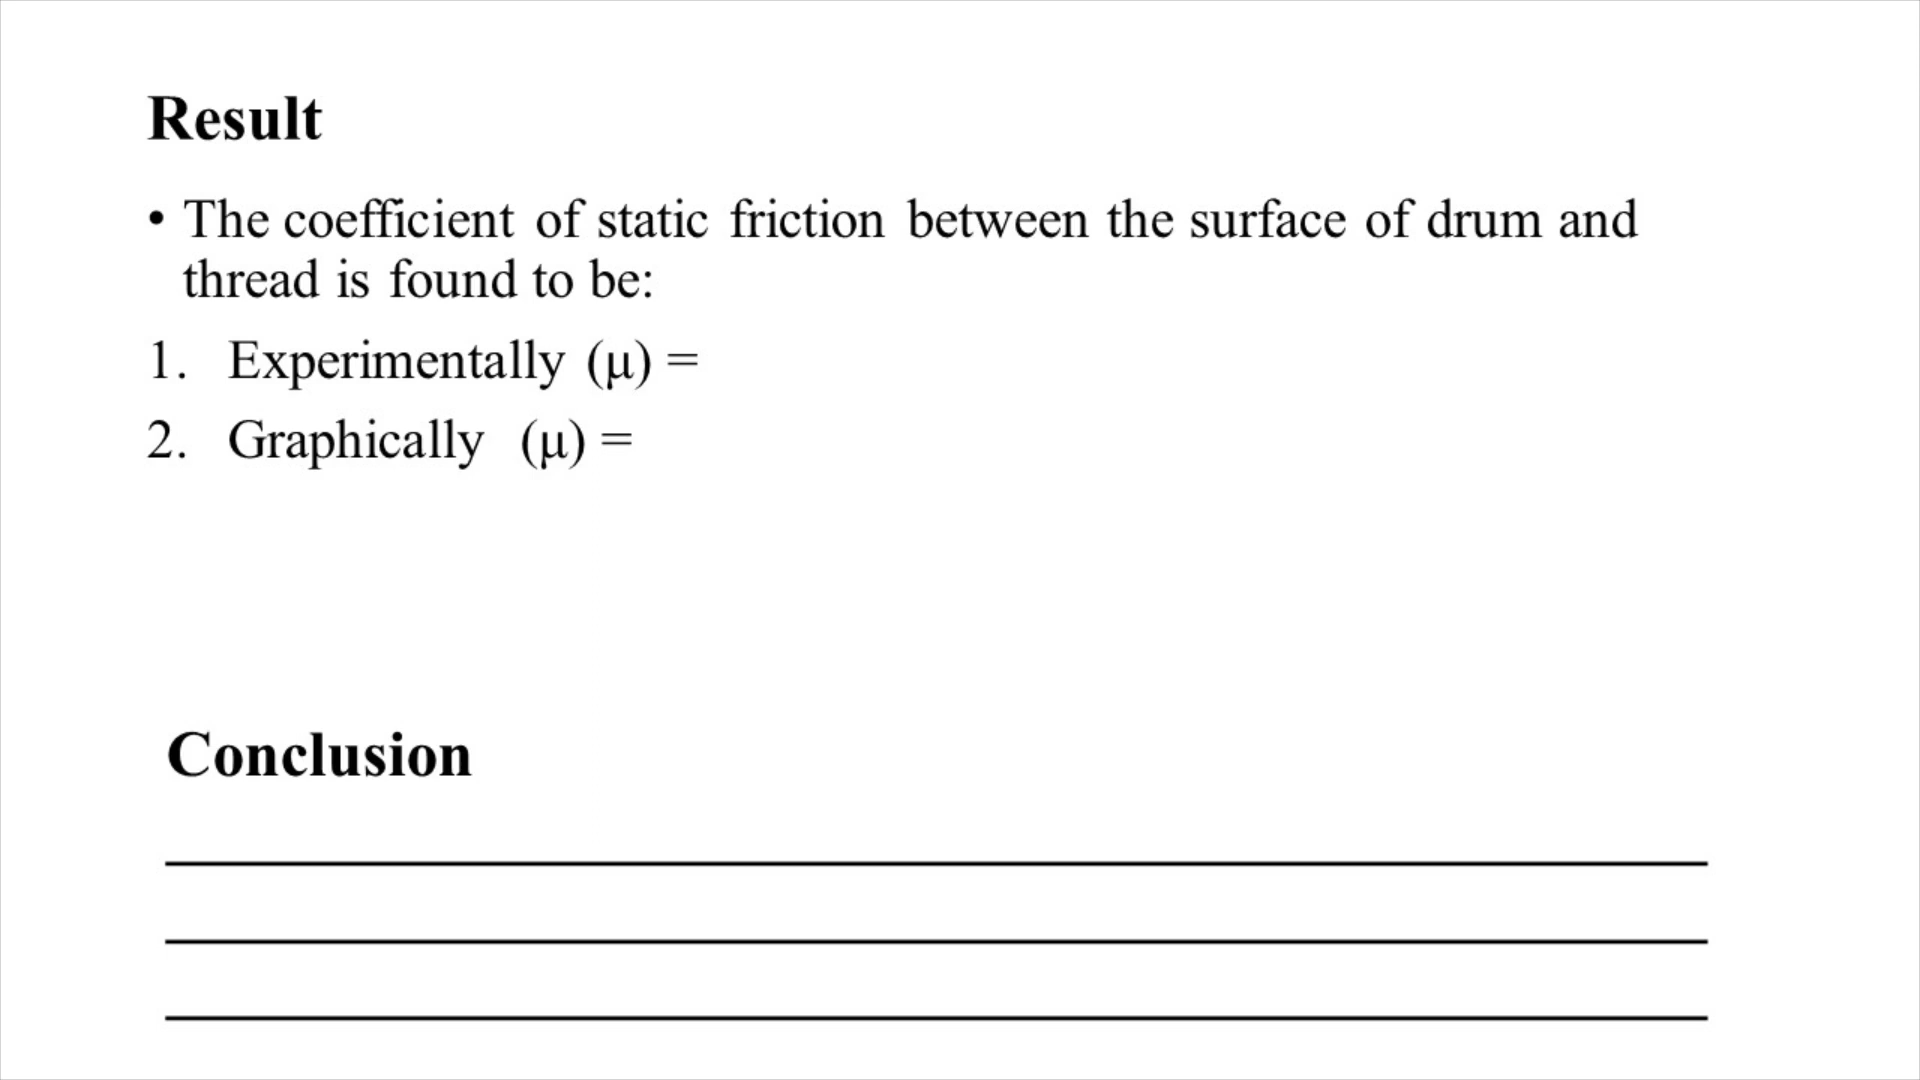 Result
• The coefficient of static friction between the surface of drum and
thread is found to be:
1. Experimentally (μ) =
2. Graphically (μ) =
Conclusion